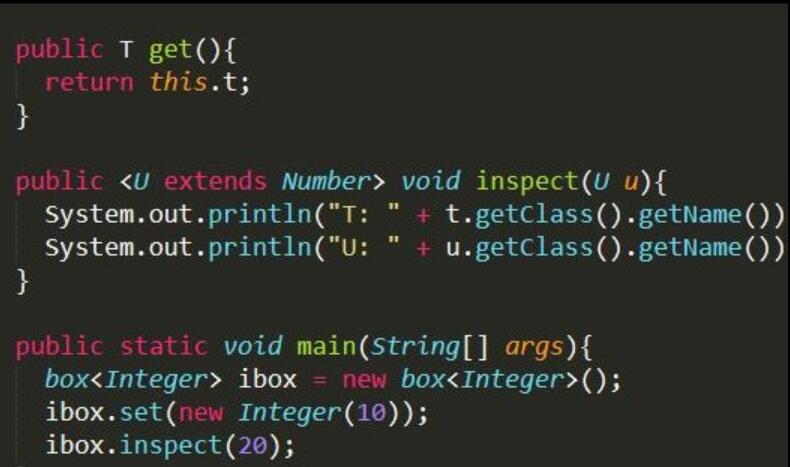 public T get(){
return this.t;
}
public <U extends Number> void inspect(U u){
System.out.println("T: " + t.getClass().getName())
System.out.println("U: " + u.getClass().getName())
}
public static void main(String[] args){
box<Integer> ibox = new box<Integer>();
ibox.set(new Integer(10));
ibox.inspect(20);